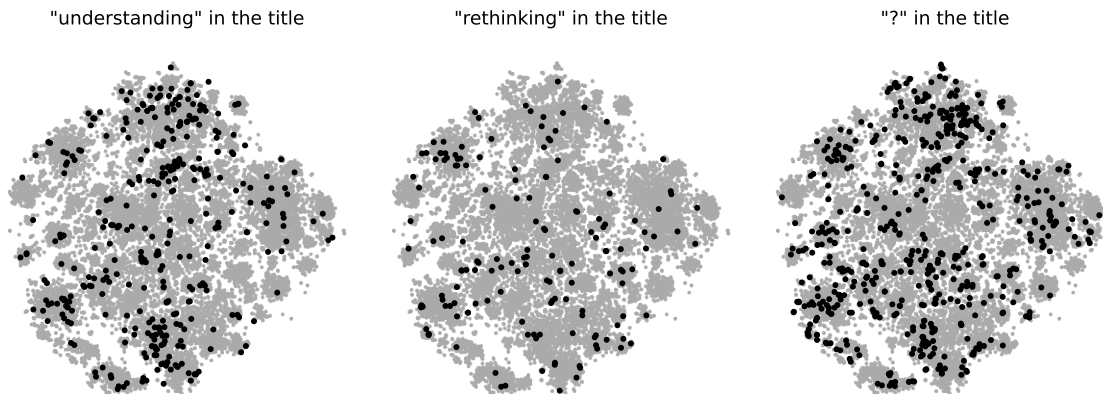 "understanding" in the title
"rethinking" in the title
"?" in the title